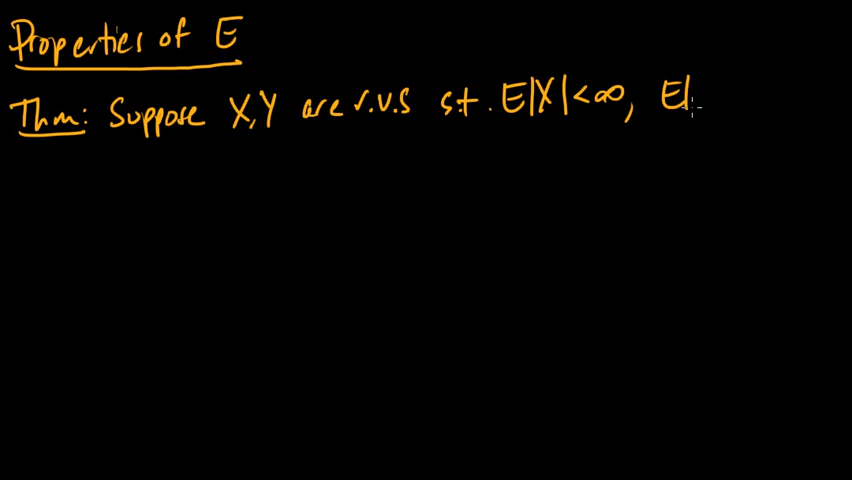 Properties of E
Thm: Suppose X,Y are r.v.s s.t. E|X|<∞, E|